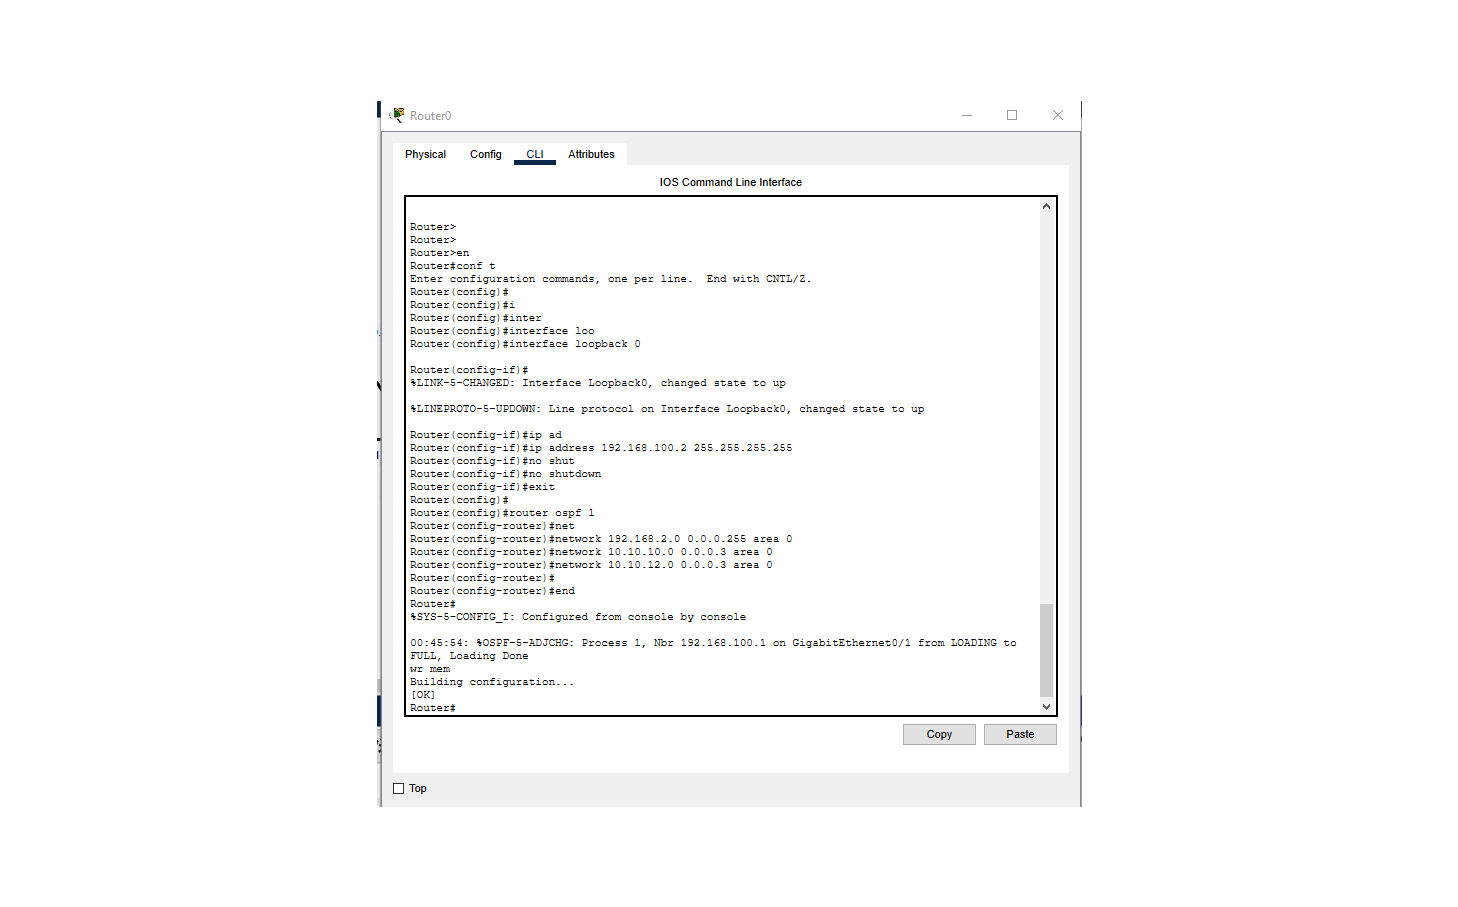 Router0
Physical Config CLI Attributes
IOS Command Line Interface
Router>
Router>
Router>en
Router#conf t
Enter configuration commands, one per line.  End with CNTL/Z.
Router(config)#
Router(config)#i
Router(config)#inter
Router(config)#interface loo
Router(config)#interface loopback 0
Router(config-if)#
%LINK-5-CHANGED: Interface Loopback0, changed state to up
%LINEPROTO-5-UPDOWN: Line protocol on Interface Loopback0, changed state to up
Router(config-if)#ip ad
Router(config-if)#ip address 192.168.100.2 255.255.255.255
Router(config-if)#no shut
Router(config-if)#no shutdown
Router(config-if)#exit
Router(config)#
Router(config)#router ospf 1
Router(config-router)#net
Router(config-router)#network 192.168.2.0 0.0.0.255 area 0
Router(config-router)#network 10.10.10.0 0.0.0.3 area 0
Router(config-router)#network 10.10.12.0 0.0.0.3 area 0
Router(config-router)#
Router(config-router)#end
Router#
%SYS-5-CONFIG_I: Configured from console by console
00:45:54: %OSPF-5-ADJCHG: Process 1, Nbr 192.168.100.1 on GigabitEthernet0/1 from LOADING to
FULL, Loading Done
wr mem
Building configuration...
[OK]
Router#
Copy Paste
Top